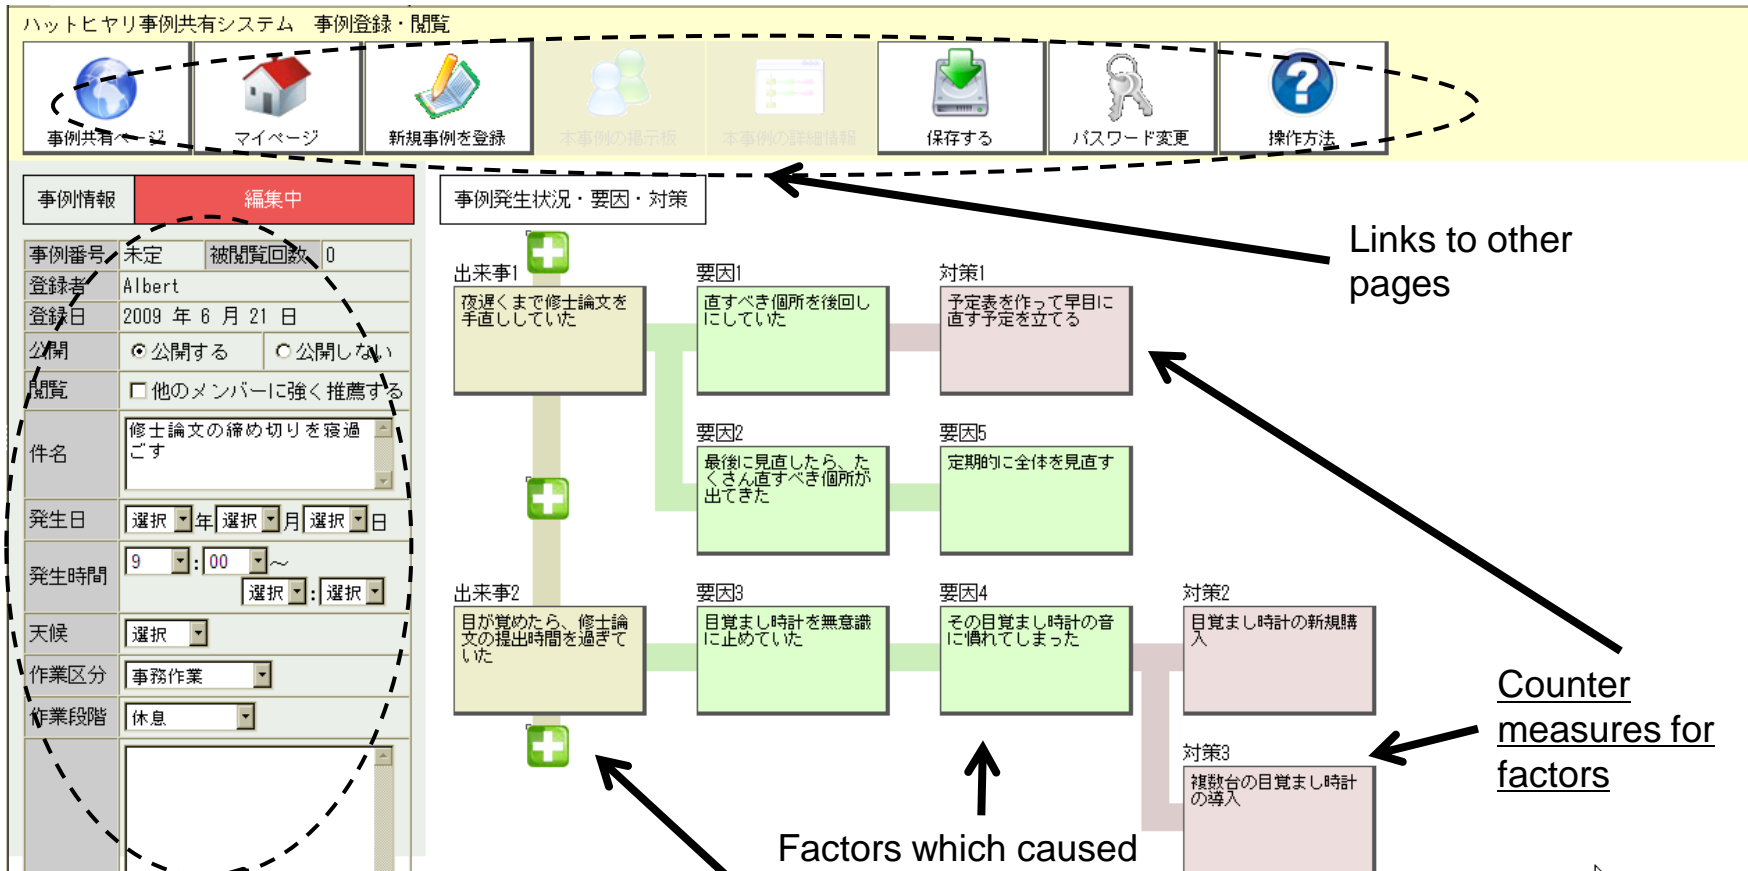 ハットヒヤリ事例共有システム　事例登録・閲覧
事例共有ページ
マイページ
新規事例を登録
本事例の掲示板
本事例の詳細情報
保存する
パスワード変更
操作方法
Links to other
pages
事例情報 編集中
事例番号 未定 被閲覧回数 0
登録者 Albert
登録日 2009 年 6 月 21 日
公開 公開する 公開しない
閲覧 他のメンバーに強く推薦する
件名 修士論文の締め切りを寝過
ごす
発生日 選択 年 選択 月 選択 日
発生時間 9 : 00 ～
選択 : 選択
天候 選択
作業区分 事務作業
作業段階 休息
事例発生状況・要因・対策
出来事1
夜遅くまで修士論文を
手直ししていた
要因1
直すべき個所を後回し
にしていた
対策1
予定表を作って早目に
直す予定を立てる
要因2
最後に見直したら、た
くさん直すべき個所が
出てきた
要因5
定期的に全体を見直す
出来事2
目が覚めたら、修士論
文の提出時間を過ぎて
いた
要因3
目覚まし時計を無意識
に止めていた
要因4
その目覚まし時計の音
に慣れてしまった
対策2
目覚まし時計の新規購
入
対策3
複数台の目覚まし時計
の導入
Counter
measures for
factors
Factors which caused